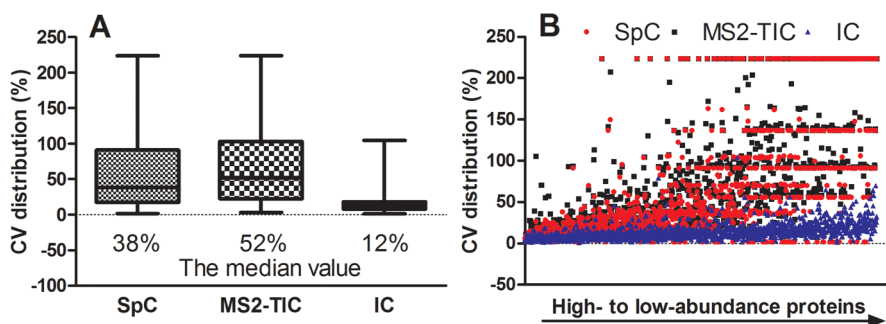 A
CV distribution (%)
250
200
150
100
50
0
-50
-100
38% 52% 12%
The median value
SpC MS2-TIC IC
B
SpC MS2-TIC IC
CV distribution (%)
250
200
150
100
50
0
-50
High- to low-abundance proteins